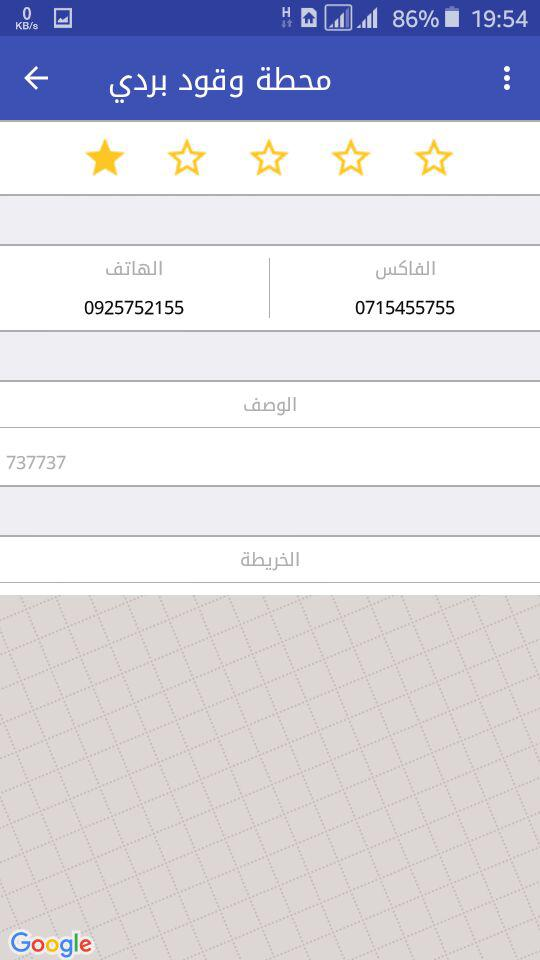 0
KB/s
H
86%
19:54
محطة وقود بردي
الهاتف
الفاكس
0925752155
0715455755
الوصف
737737
الخريطة
Google